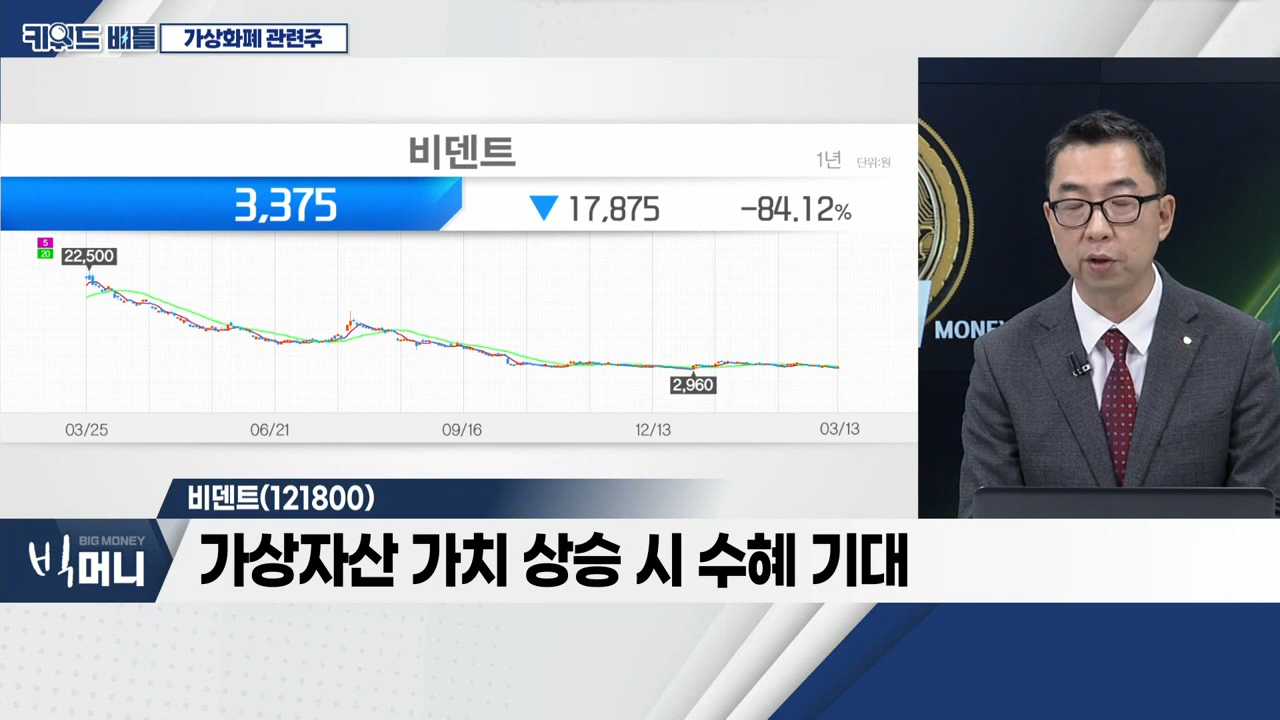 키워드 배틀
가상화폐 관련주
비덴트
1년 단위:원
3,375 ▼ 17,875 -84.12%
5
20
22,500
2,960
03/25 06/21 09/16 12/13 03/13
MONEY
비덴트(121800)
BIG MONEY
빅머니
가상자산 가치 상승 시 수혜 기대